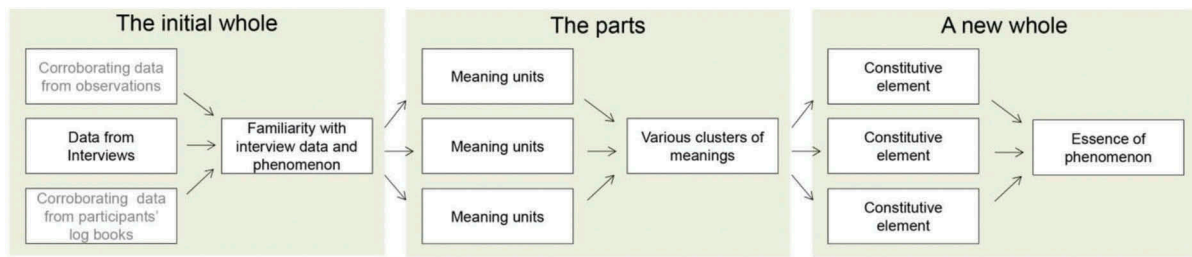 The initial whole
Corroborating data
from observations
Data from
Interviews
Corroborating data
from participants'
log books
Familiarity with
interview data and
phenomenon
The parts
Meaning units
Meaning units
Meaning units
Various clusters of
meanings
A new whole
Constitutive
element
Constitutive
element
Constitutive
element
Essence of
phenomenon